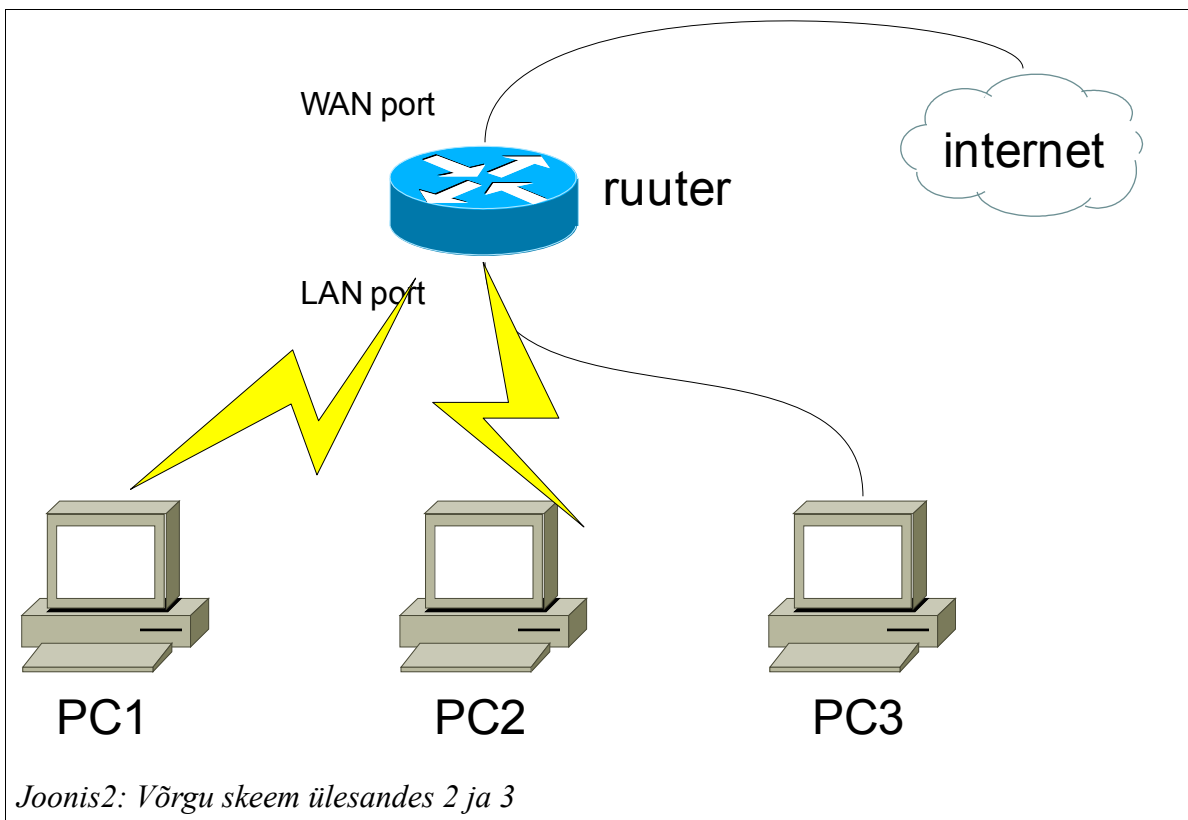 WAN port
internet
ruuter
LAN port
PC1
PC2
PC3
Joonis2: Võrgu skeem ülesandes 2 ja 3